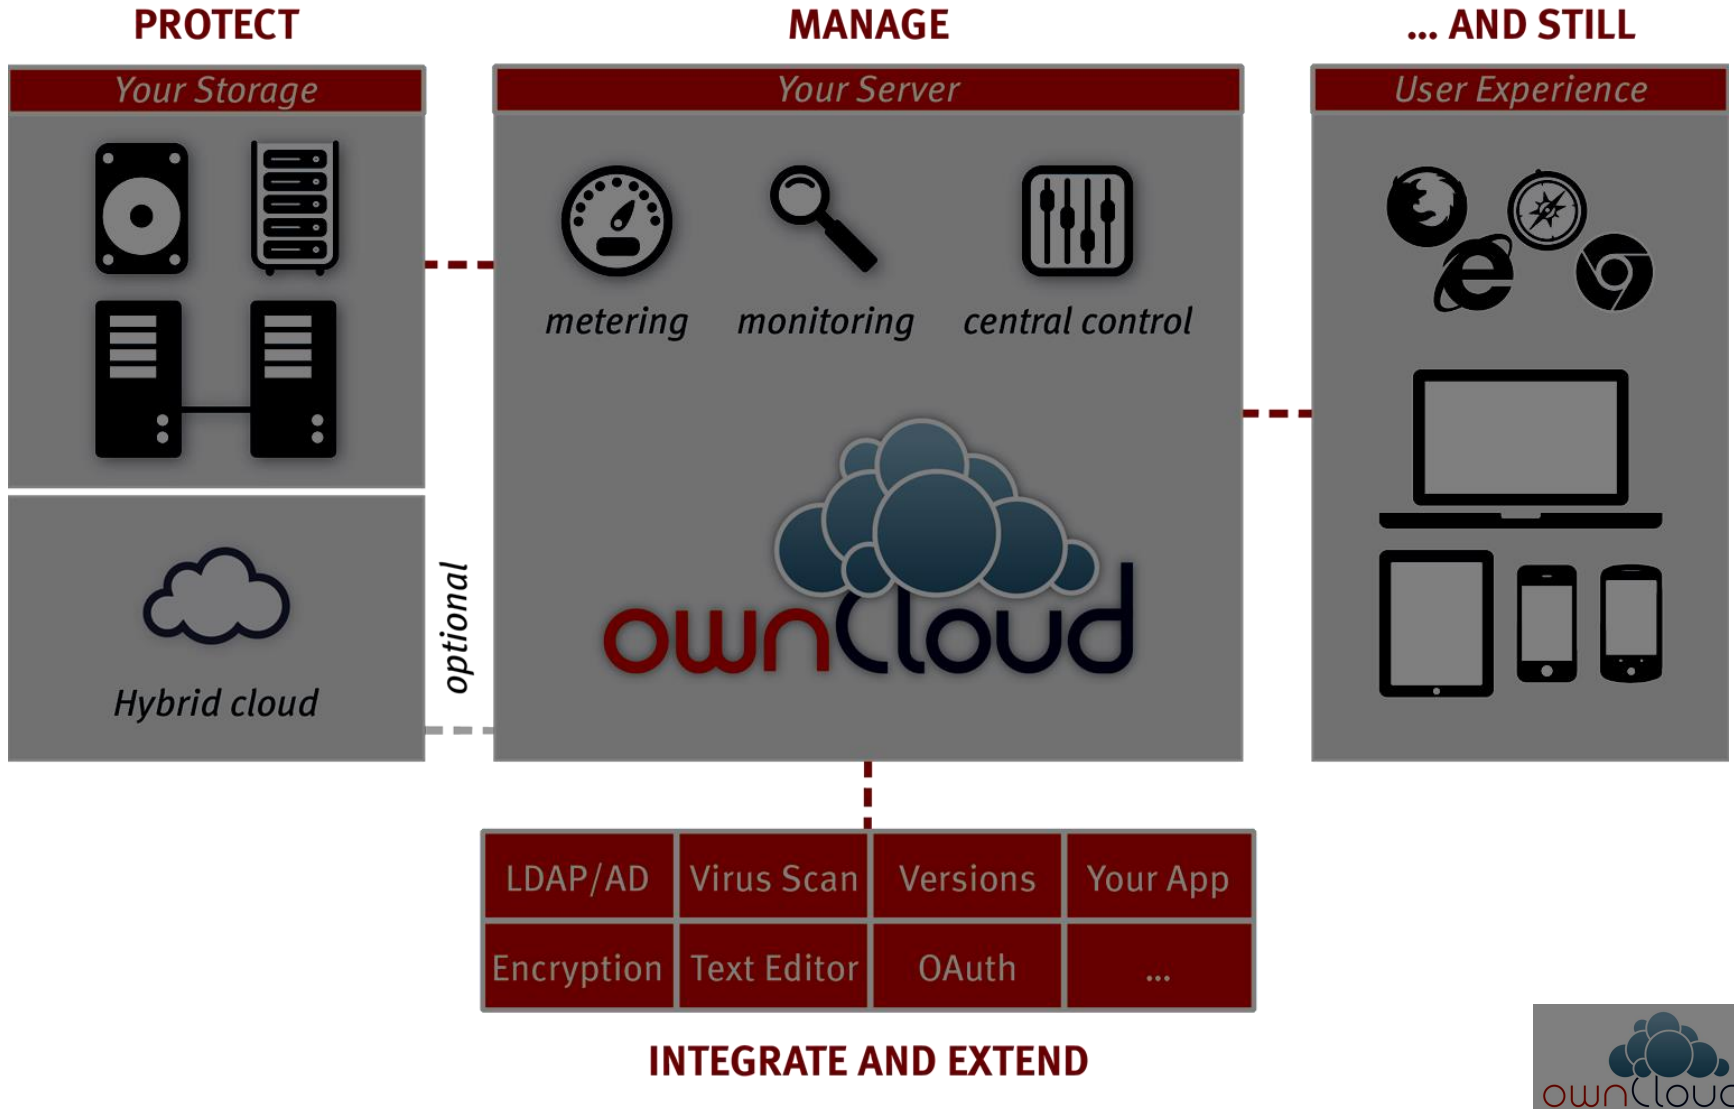 PROTECT
MANAGE
... AND STILL
Your Storage
Your Server
User Experience
metering
monitoring
central control
optional
Hybrid cloud
ownCloud
LDAP/AD
Virus Scan
Versions
Your App
Encryption
Text Editor
OAuth
...
INTEGRATE AND EXTEND
ownCloud